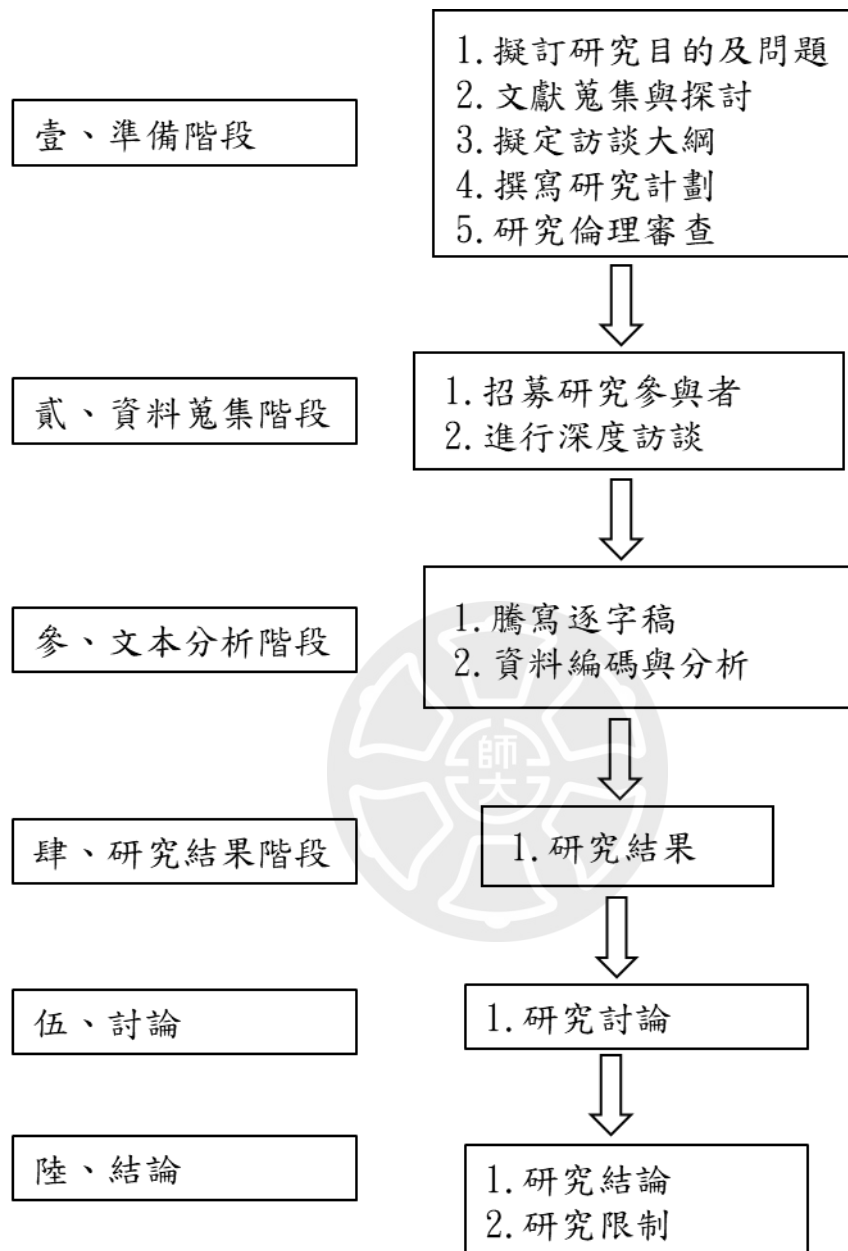 壹、準備階段
1.擬訂研究目的及問題
2.文獻蒐集與探討
3.擬定訪談大綱
4.撰寫研究計劃
5.研究倫理審查
貳、資料蒐集階段
1.招募研究參與者
2.進行深度訪談
參、文本分析階段
1.騰寫逐字稿
2.資料編碼與分析
師大
肆、研究結果階段
1.研究結果
伍、討論
1.研究討論
陸、結論
1.研究結論
2.研究限制